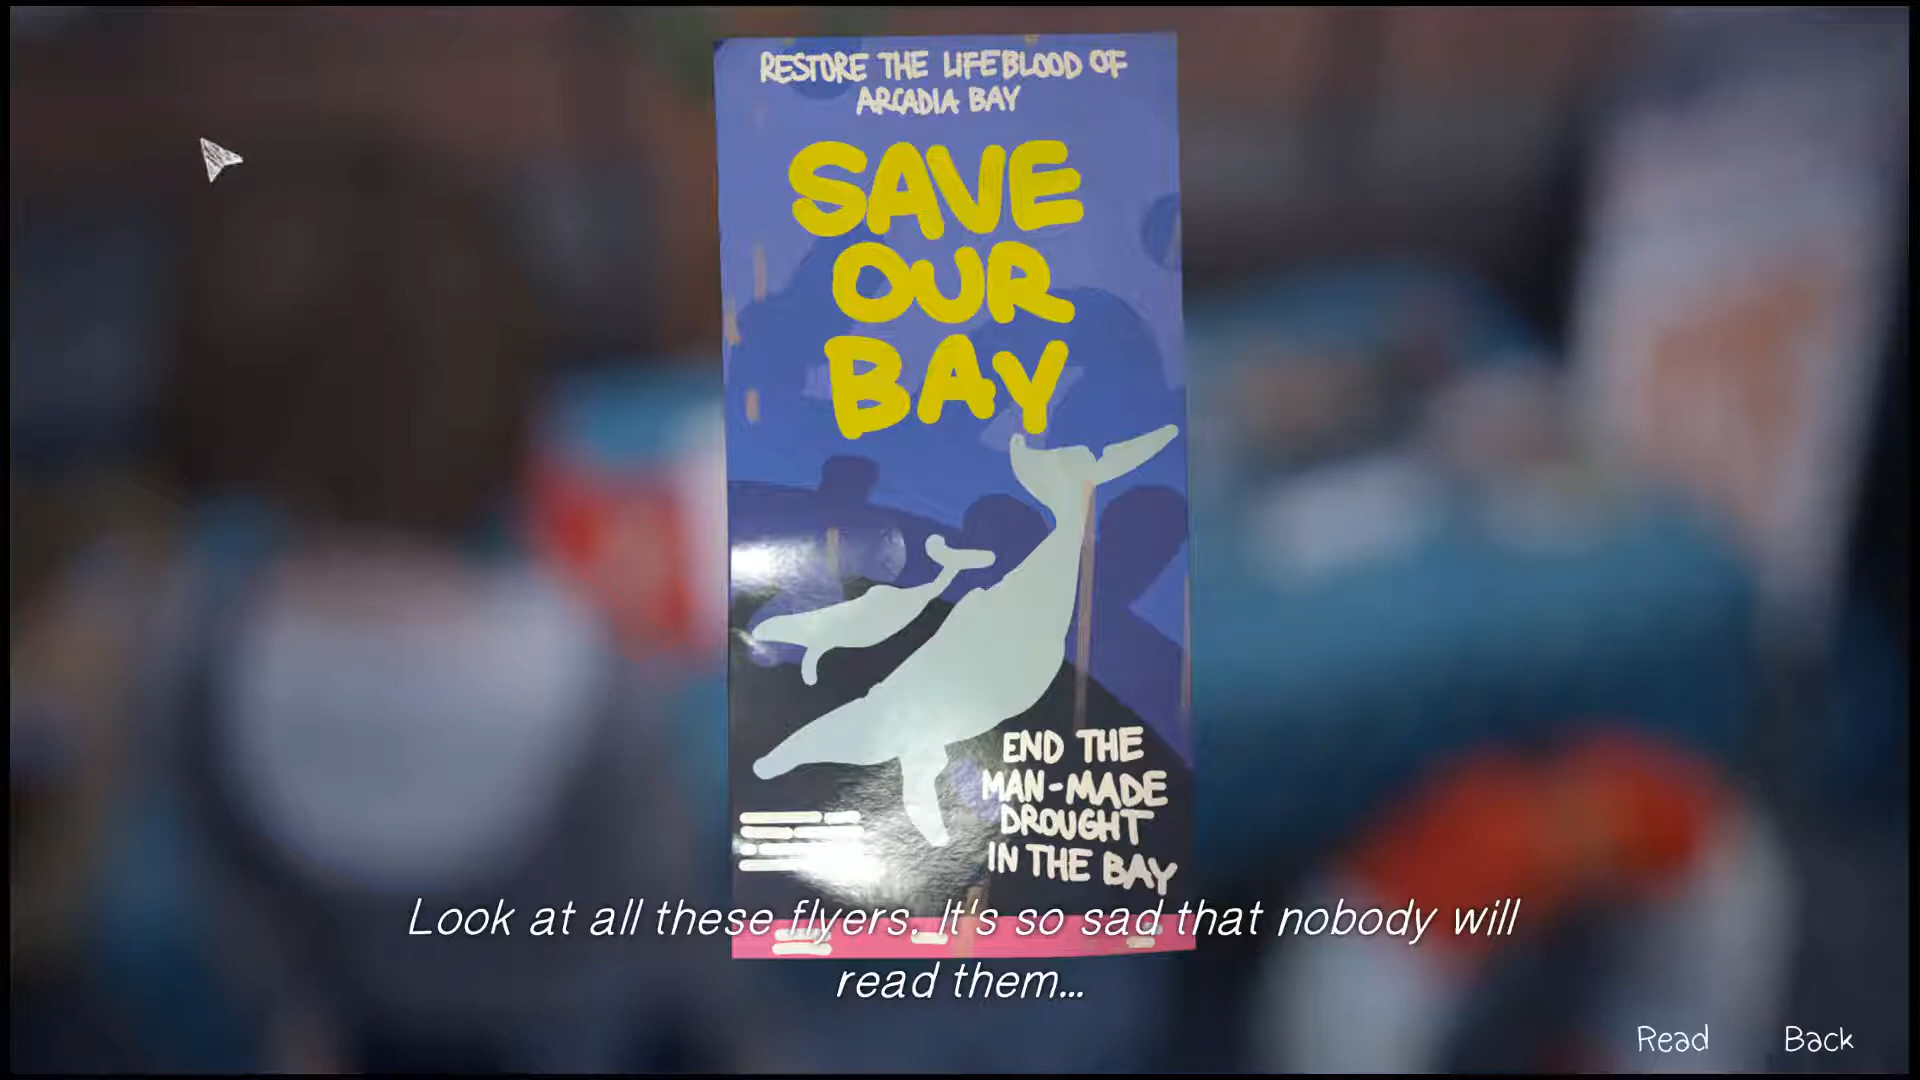 RESTORE THE LIFEBLOOD OF
ARCADIA BAY
SAVE
OUR
BAY
END THE
MAN-MADE
DROUGHT
IN THE BAY
Look at all these flyers. It's so sad that nobody will
read them...
Read Back